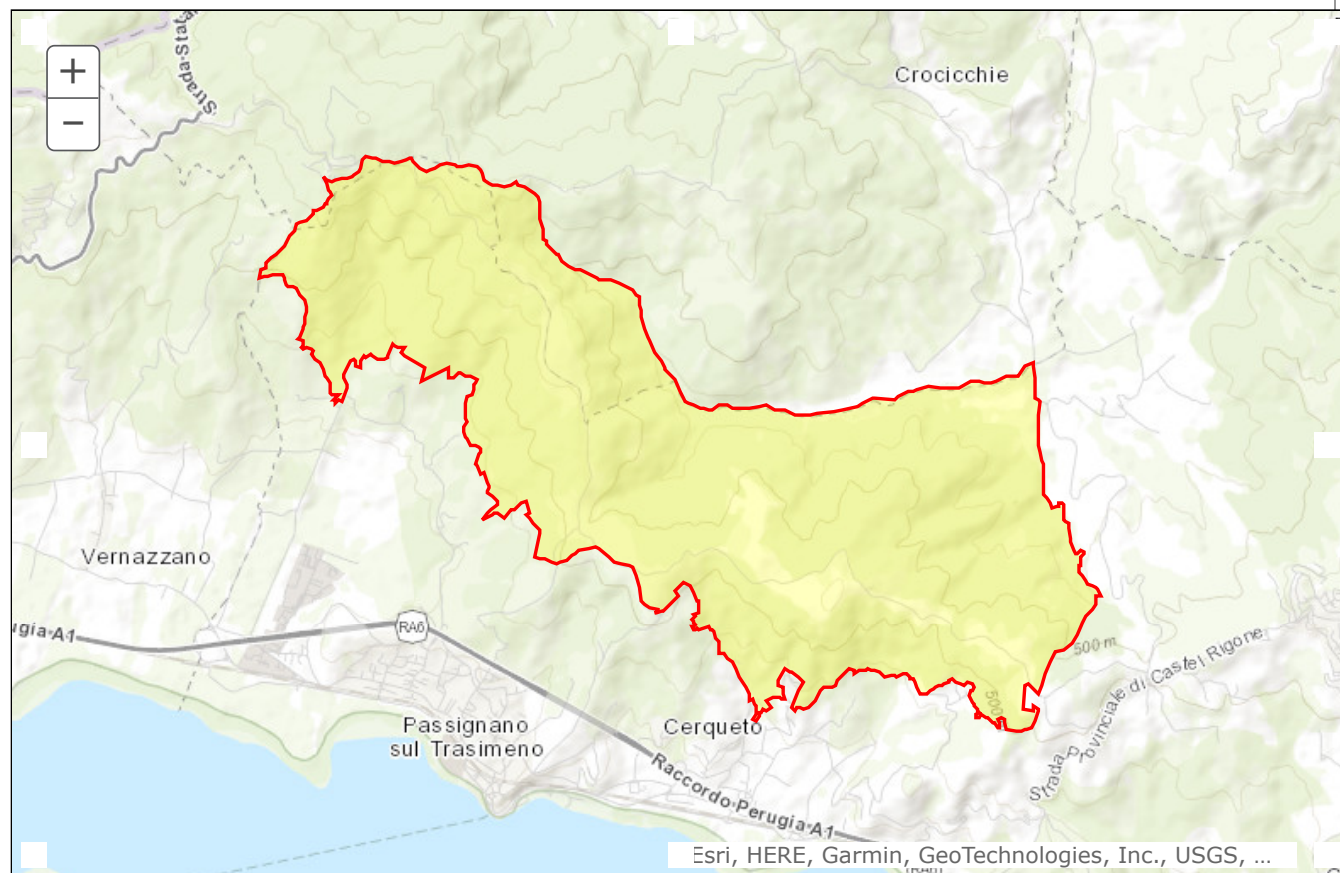 +
−
Crocicchie
Vernazzano
RA6
Passignano
sul Trasimeno
Cerqueto
Raccordo-Perugia-A1
500 m
500
Strada Provinciale di Castel Rigone
Esri, HERE, Garmin, GeoTechnologies, Inc., USGS, ...